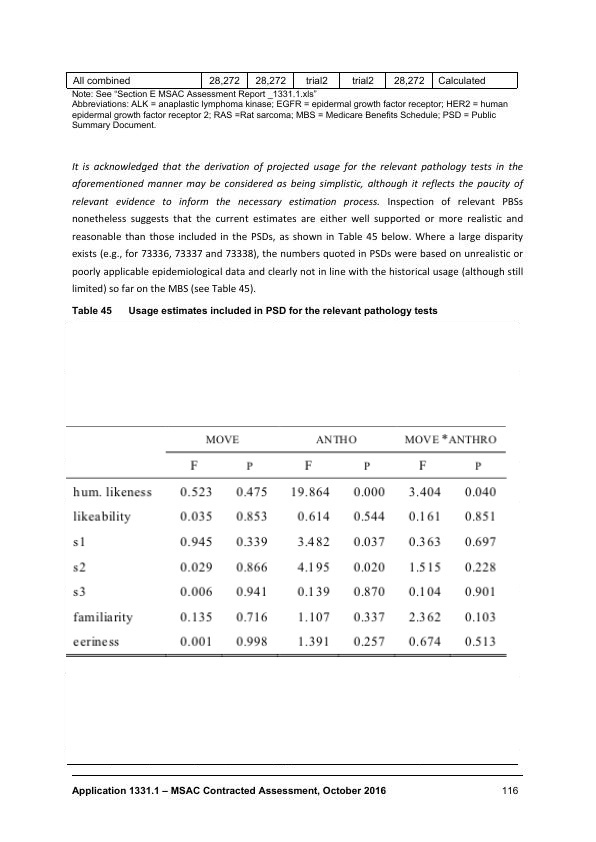 All combined 28,272 28,272 trial2 trial2 28,272 Calculated
Note: See “Section E MSAC Assessment Report _1331.1.xls”
Abbreviations: ALK = anaplastic lymphoma kinase; EGFR = epidermal growth factor receptor; HER2 = human
epidermal growth factor receptor 2; RAS =Rat sarcoma; MBS = Medicare Benefits Schedule; PSD = Public
Summary Document.
It is acknowledged that the derivation of projected usage for the relevant pathology tests in the
aforementioned manner may be considered as being simplistic, although it reflects the paucity of
relevant evidence to inform the necessary estimation process. Inspection of relevant PBSs
nonetheless suggests that the current estimates are either well supported or more realistic and
reasonable than those included in the PSDs, as shown in Table 45 below. Where a large disparity
exists (e.g., for 73336, 73337 and 73338), the numbers quoted in PSDs were based on unrealistic or
poorly applicable epidemiological data and clearly not in line with the historical usage (although still
limited) so far on the MBS (see Table 45).
Table 45 Usage estimates included in PSD for the relevant pathology tests
MOVE ANTHO MOVE*ANTHRO
F P F P F P
hum. likeness 0.523 0.475 19.864 0.000 3.404 0.040
likeability 0.035 0.853 0.614 0.544 0.161 0.851
s1 0.945 0.339 3.482 0.037 0.363 0.697
s2 0.029 0.866 4.195 0.020 1.515 0.228
s3 0.006 0.941 0.139 0.870 0.104 0.901
familiarity 0.135 0.716 1.107 0.337 2.362 0.103
eeriness 0.001 0.998 1.391 0.257 0.674 0.513
Application 1331.1 – MSAC Contracted Assessment, October 2016 116